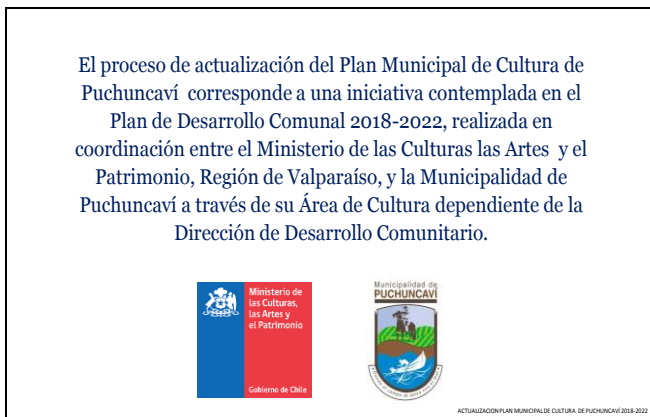 El proceso de actualización del Plan Municipal de Cultura de
Puchuncaví corresponde a una iniciativa contemplada en el
Plan de Desarrollo Comunal 2018-2022, realizada en
coordinación entre el Ministerio de las Culturas las Artes y el
Patrimonio, Región de Valparaíso, y la Municipalidad de
Puchuncaví a través de su Área de Cultura dependiente de la
Dirección de Desarrollo Comunitario.
Ministerio de
las Culturas,
las Artes y
el Patrimonio
Gobierno de Chile
Municipalidad de
PUCHUNCAVÍ
ACTUALIZACION PLAN MUNICIPAL DE CULTURA DE PUCHUNCAVÍ 2018-2022